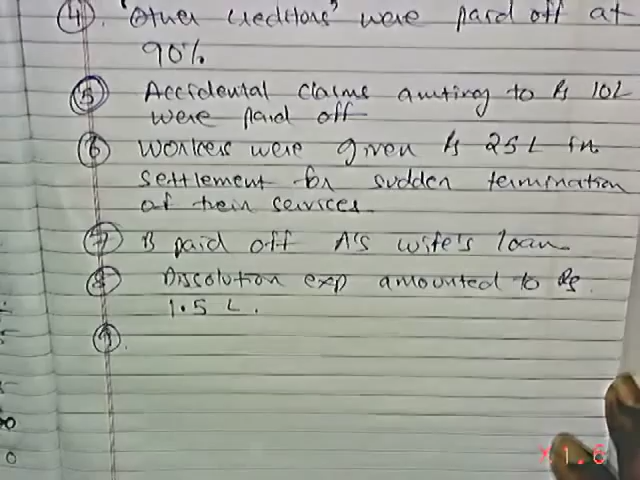 ④. 'Other creditors' were paid off at
90%
⑤ Accidental claims amting to Rs 10L
were paid off
⑥ Workers were given Rs 25L in
settlement for sudden termination
of their services
⑦ B paid off A's wife's loan
⑧ Dissolution exp amounted to Rs.
1.5 L.
⑨.
X1.6